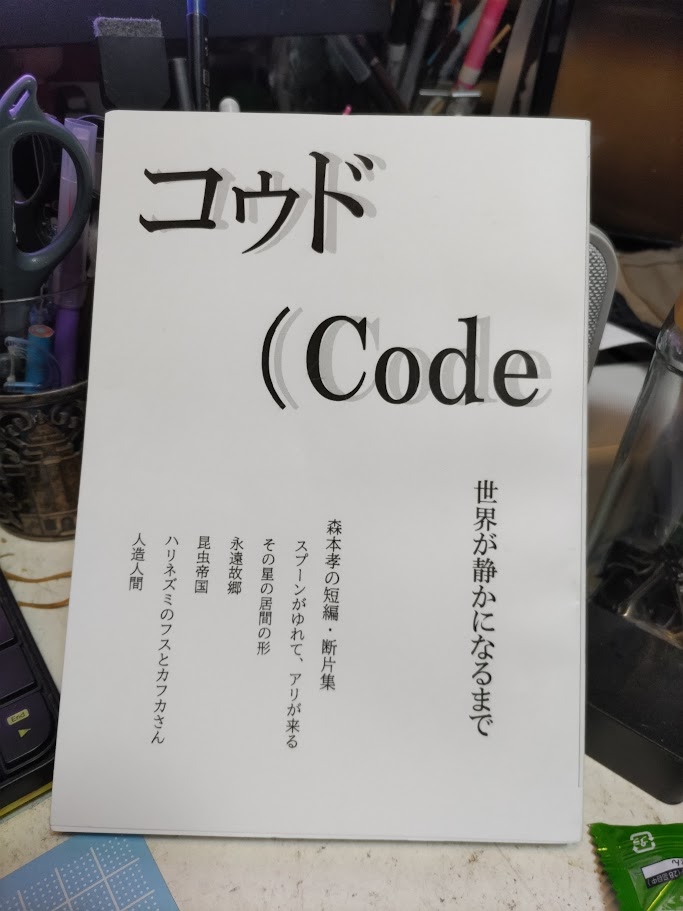 コゥド
(Code
世界が静かになるまで
森本孝の短編・断片集
スプーンがゆれて、アリが来る
その星の居間の形
永遠故郷
昆虫帝国
ハリネズミのフスとカフカさん
人造人間
End